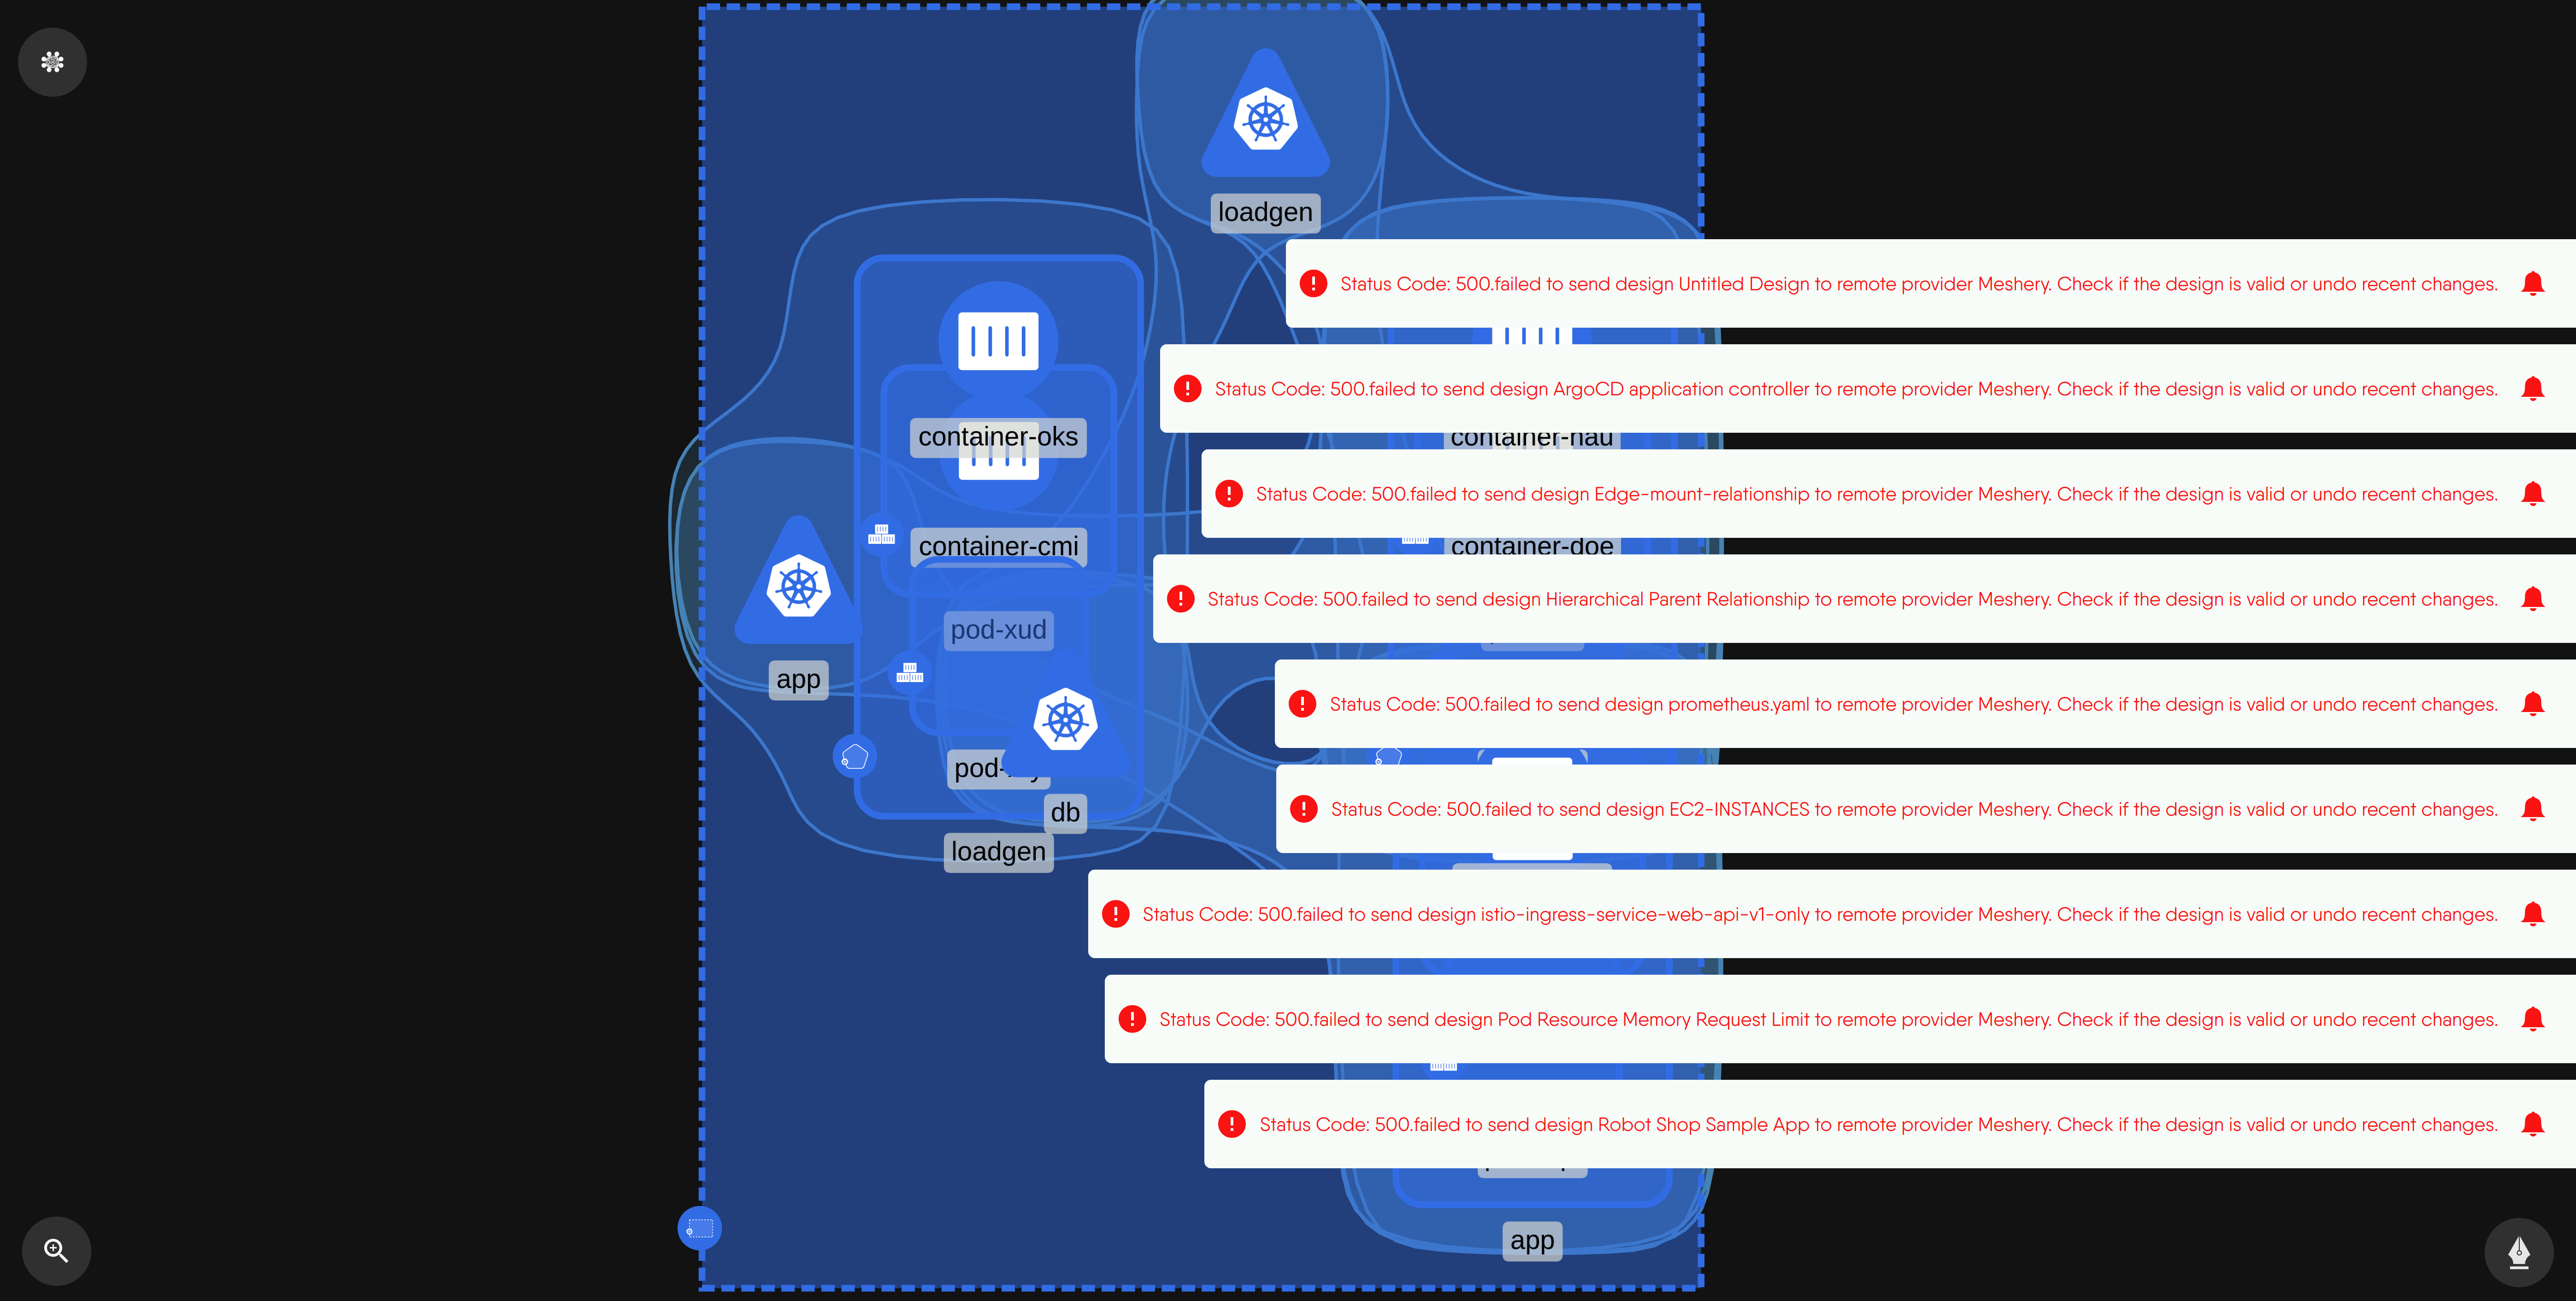 loadgen
Status Code: 500.failed to send design Untitled Design to remote provider Meshery. Check if the design is valid or undo recent changes.
Status Code: 500.failed to send design ArgoCD application controller to remote provider Meshery. Check if the design is valid or undo recent changes.
container-oks
container-nau
Status Code: 500.failed to send design Edge-mount-relationship to remote provider Meshery. Check if the design is valid or undo recent changes.
container-cmi
container-doe
Status Code: 500.failed to send design Hierarchical Parent Relationship to remote provider Meshery. Check if the design is valid or undo recent changes.
pod-xud
app
Status Code: 500.failed to send design prometheus.yaml to remote provider Meshery. Check if the design is valid or undo recent changes.
db
Status Code: 500.failed to send design EC2-INSTANCES to remote provider Meshery. Check if the design is valid or undo recent changes.
loadgen
Status Code: 500.failed to send design istio-ingress-service-web-api-v1-only to remote provider Meshery. Check if the design is valid or undo recent changes.
Status Code: 500.failed to send design Pod Resource Memory Request Limit to remote provider Meshery. Check if the design is valid or undo recent changes.
Status Code: 500.failed to send design Robot Shop Sample App to remote provider Meshery. Check if the design is valid or undo recent changes.
app